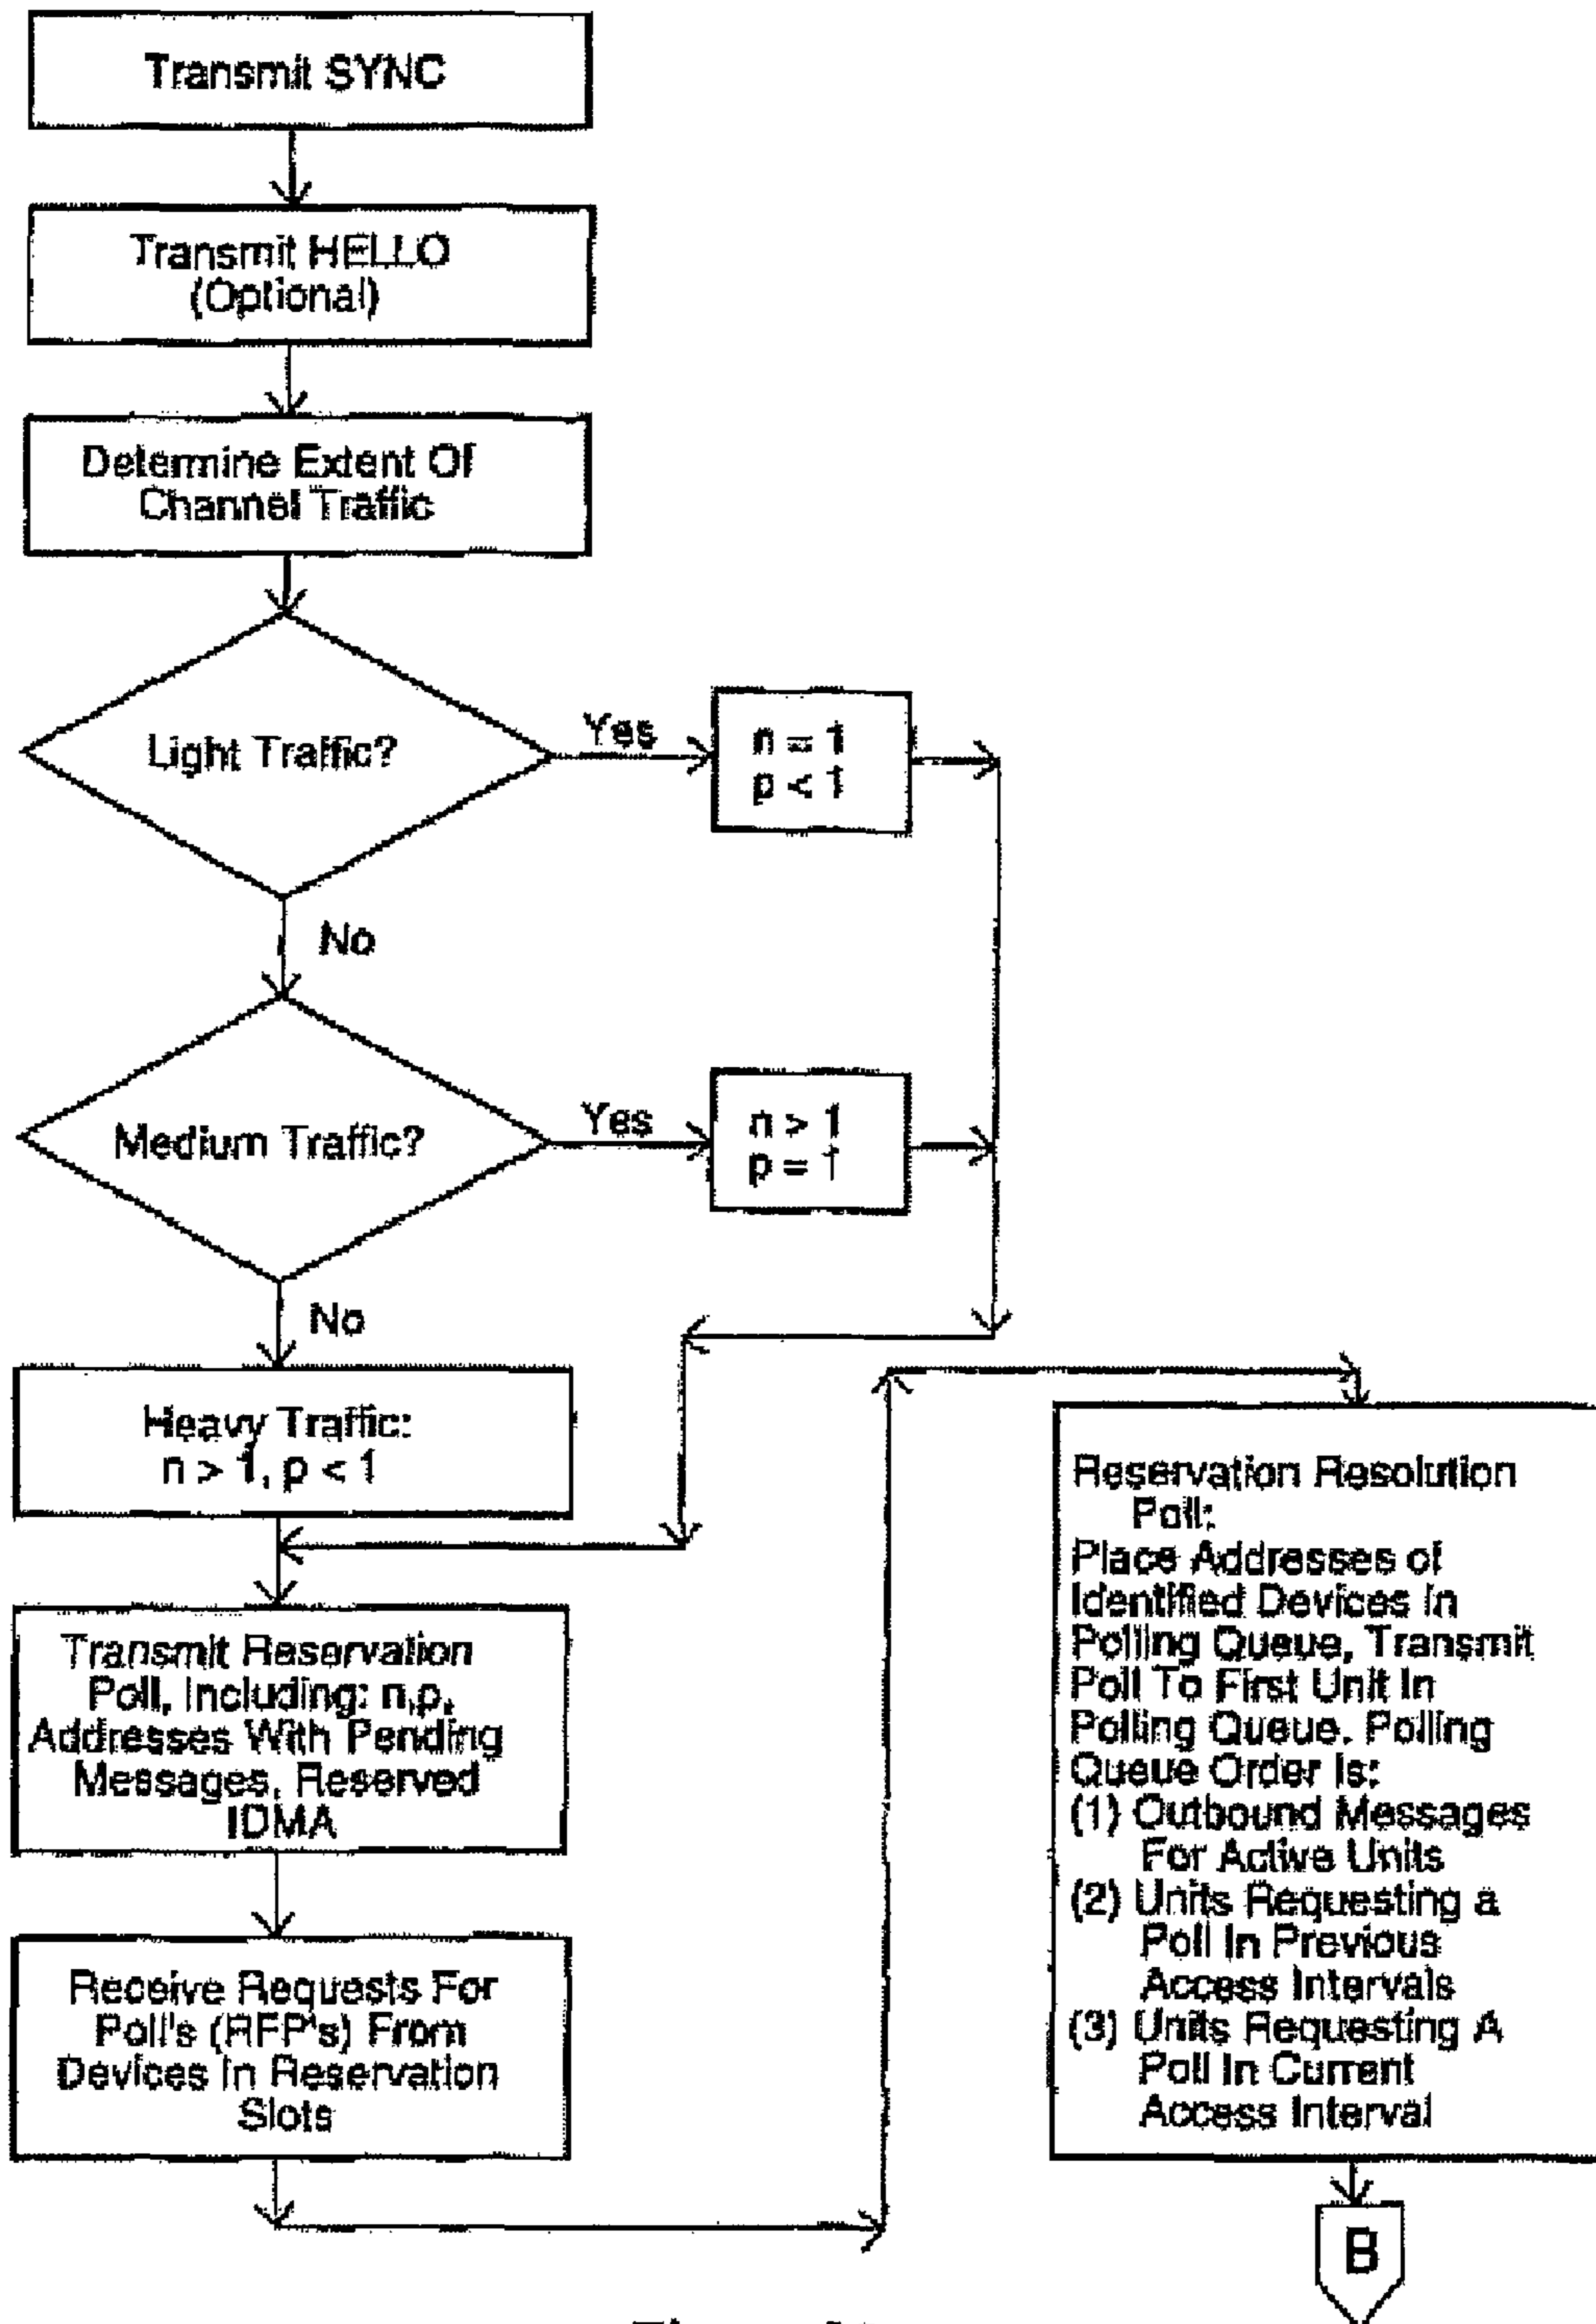 Transmit SYNC
Transmit HELLO
(Optional)
Determine Extent Of
Channel Traffic
Light Traffic?
Yes
n = 1
p < 1
No
Medium Traffic?
Yes
n > 1
p = 1
No
Heavy Traffic:
n > 1, p < 1
Transmit Reservation
Poll, Including: n,p,
Addresses With Pending
Messages, Reserved
IDMA
Receive Requests For
Poll's (RFP's) From
Devices In Reservation
Slots
Reservation Resolution
Poll:
Place Addresses of
Identified Devices In
Polling Queue, Transmit
Poll To First Unit In
Polling Queue. Polling
Queue Order Is:
(1) Outbound Messages
For Active Units
(2) Units Requesting a
Poll In Previous
Access Intervals
(3) Units Requesting A
Poll In Current
Access Interval
B